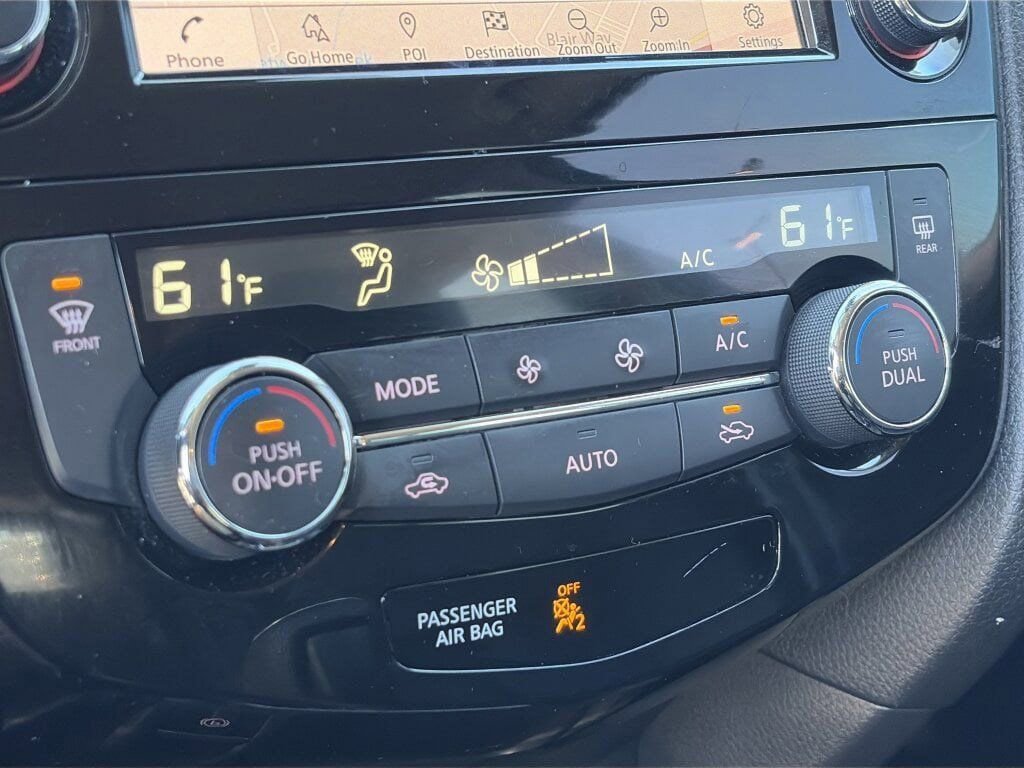 Phone
Go Home
POI
Destination
Blair Way
Zoom Out
Zoom In
Settings
61°F
A/C
61°F
FRONT
REAR
MODE
A/C
PUSH
DUAL
PUSH
ON·OFF
AUTO
PASSENGER
AIR BAG
OFF
2